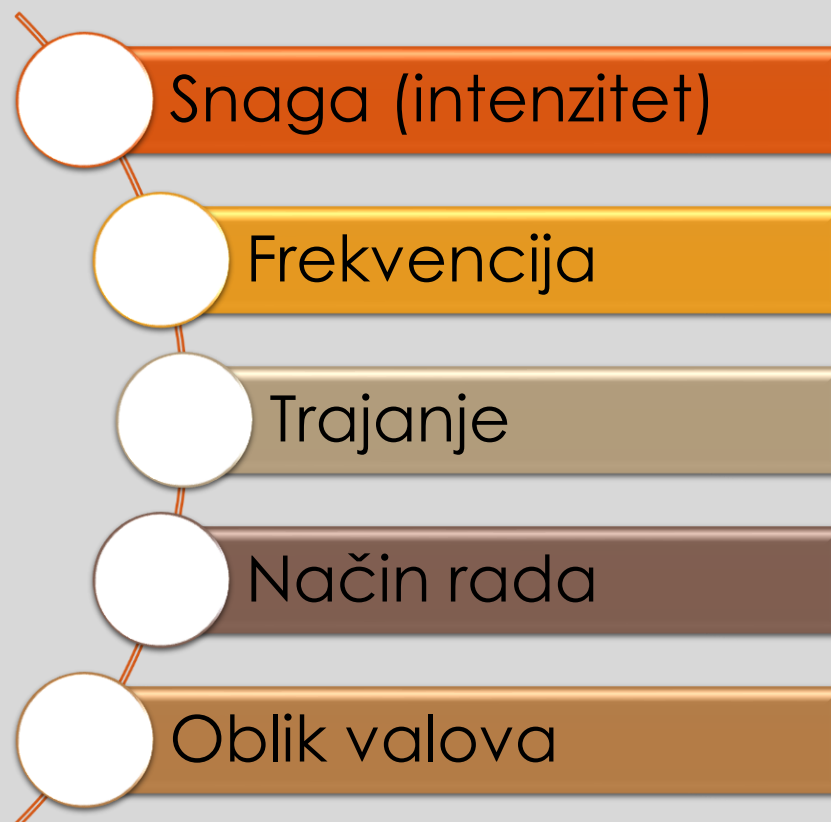 Snaga (intenzitet)
Frekvencija
Trajanje
Način rada
Oblik valova